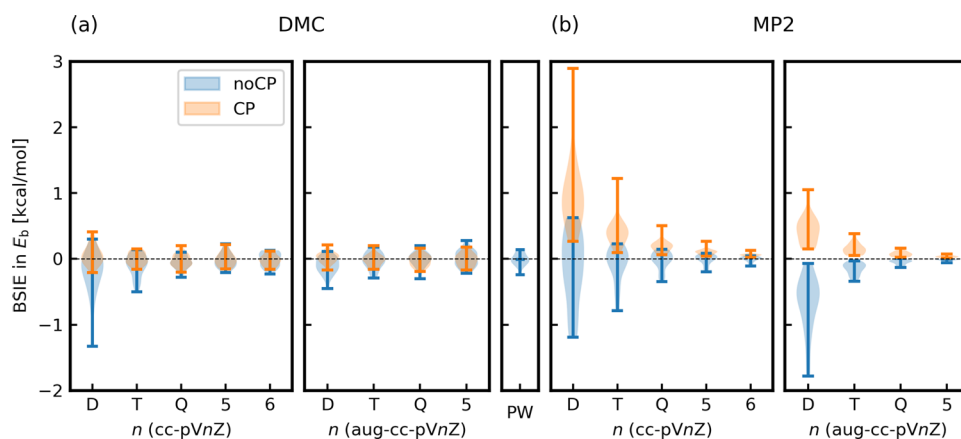 (a) DMC (b) MP2
BSIE in E_b [kcal/mol]
3
2
1
0
−1
−2
noCP
CP
D T Q 5 6
n (cc-pVnZ)
D T Q 5
n (aug-cc-pVnZ)
PW
D T Q 5 6
n (cc-pVnZ)
D T Q 5
n (aug-cc-pVnZ)